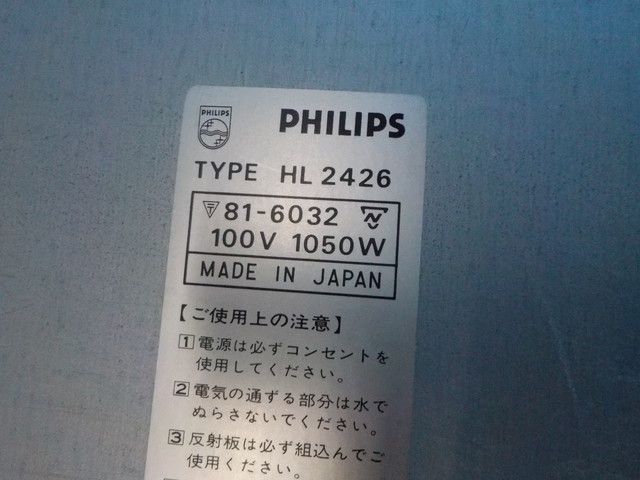 PHILIPS
PHILIPS
TYPE HL 2426
81-6032
100V 1050W
MADE IN JAPAN
【ご使用上の注意】
1 電源は必ずコンセントを
使用してください。
2 電気の通ずる部分は水で
ぬらさないでください。
3 反射板は必ず組込んでご
使用ください。